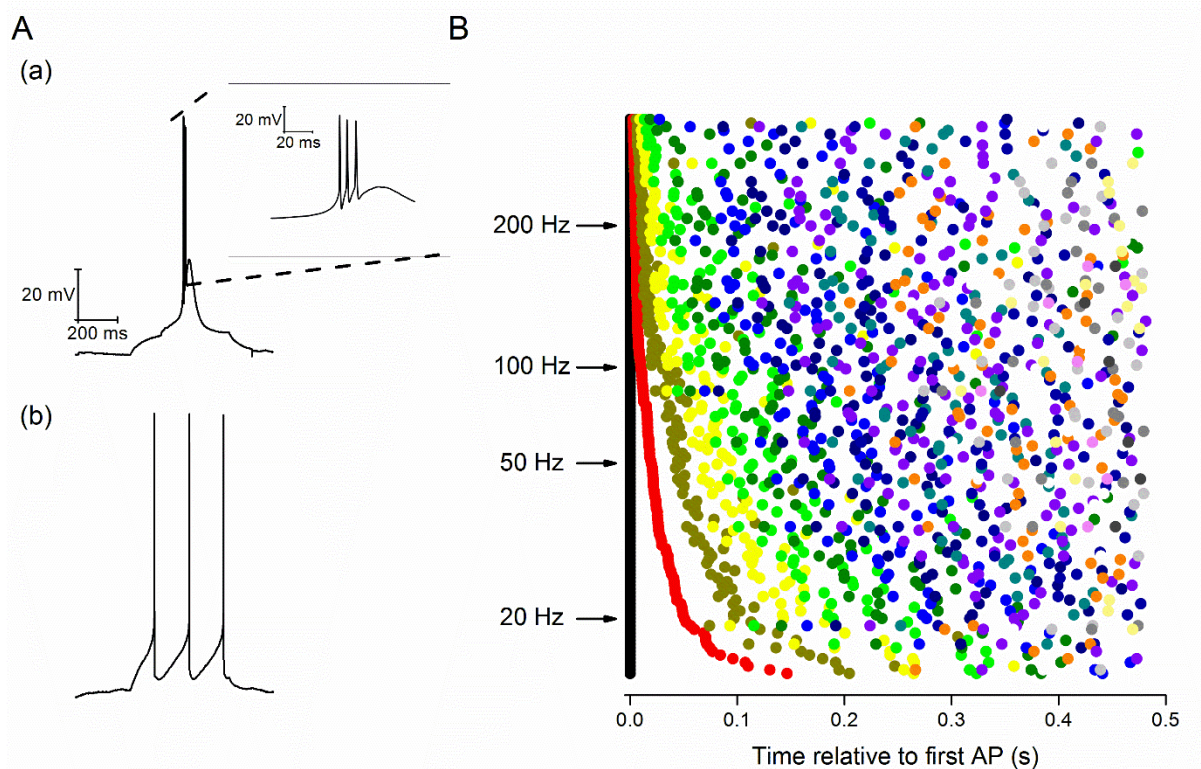 A
(a)
20 mV
20 ms
20 mV
200 ms
(b)
B
200 Hz
100 Hz
50 Hz
20 Hz
0.0 0.1 0.2 0.3 0.4 0.5
Time relative to first AP (s)